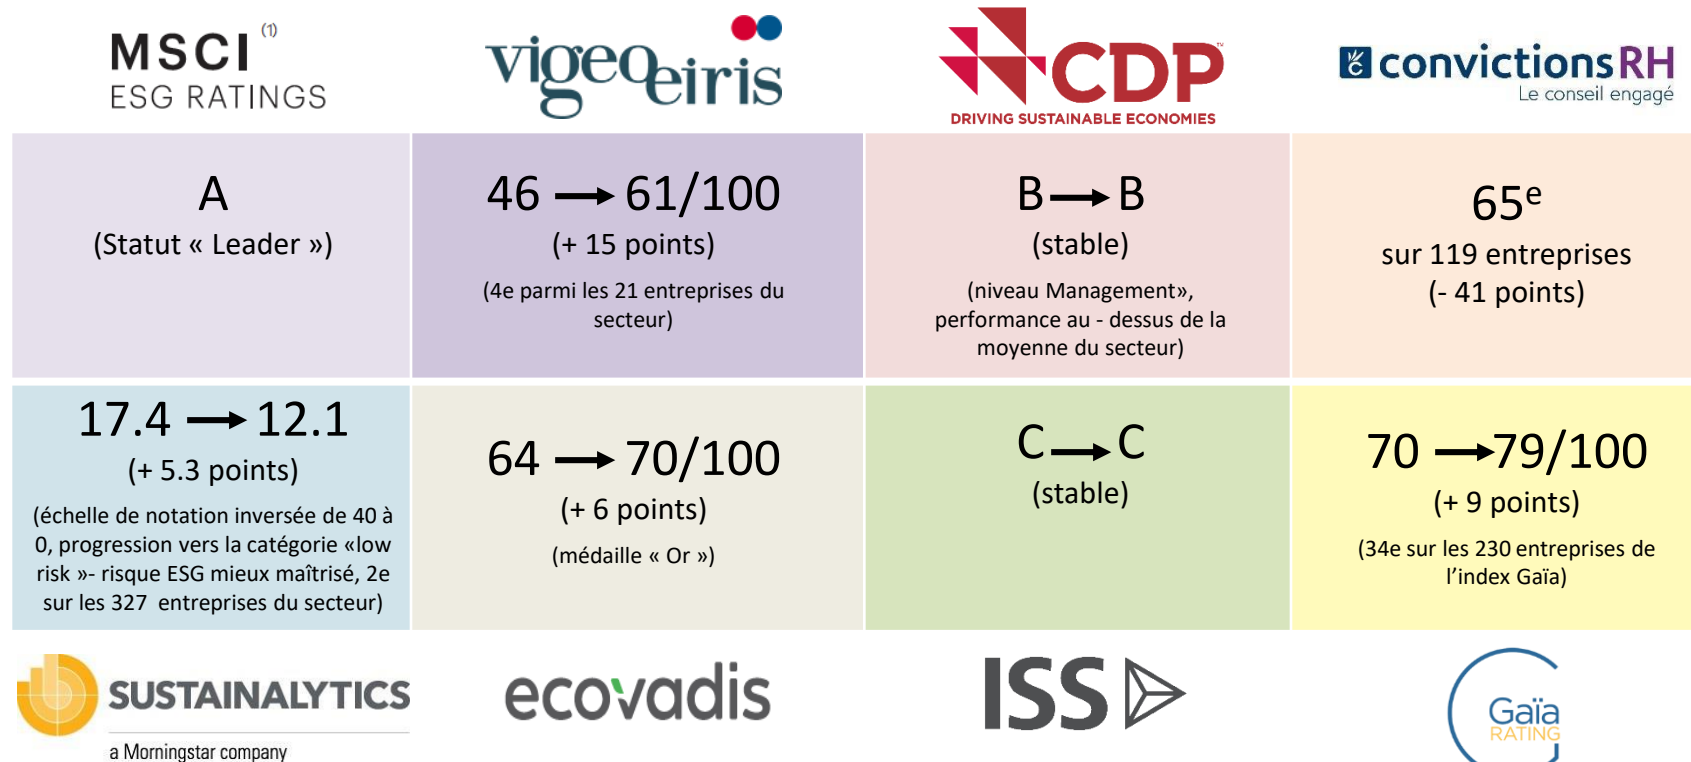 MSCI (1)
ESG RATINGS
vigeoeiris
CDP™
DRIVING SUSTAINABLE ECONOMIES
convictionsRH
Le conseil engagé
A
(Statut « Leader »)
46 → 61/100
(+ 15 points)
(4e parmi les 21 entreprises du
secteur)
B → B
(stable)
(niveau Management»,
performance au - dessus de la
moyenne du secteur)
65e
sur 119 entreprises
(- 41 points)
17.4 → 12.1
(+ 5.3 points)
(échelle de notation inversée de 40 à
0, progression vers la catégorie «low
risk »- risque ESG mieux maîtrisé, 2e
sur les 327 entreprises du secteur)
64 → 70/100
(+ 6 points)
(médaille « Or »)
C → C
(stable)
70 → 79/100
(+ 9 points)
(34e sur les 230 entreprises de
l’index Gaïa)
SUSTAINALYTICS
a Morningstar company
ecovadis
ISS
Gaïa
RATING